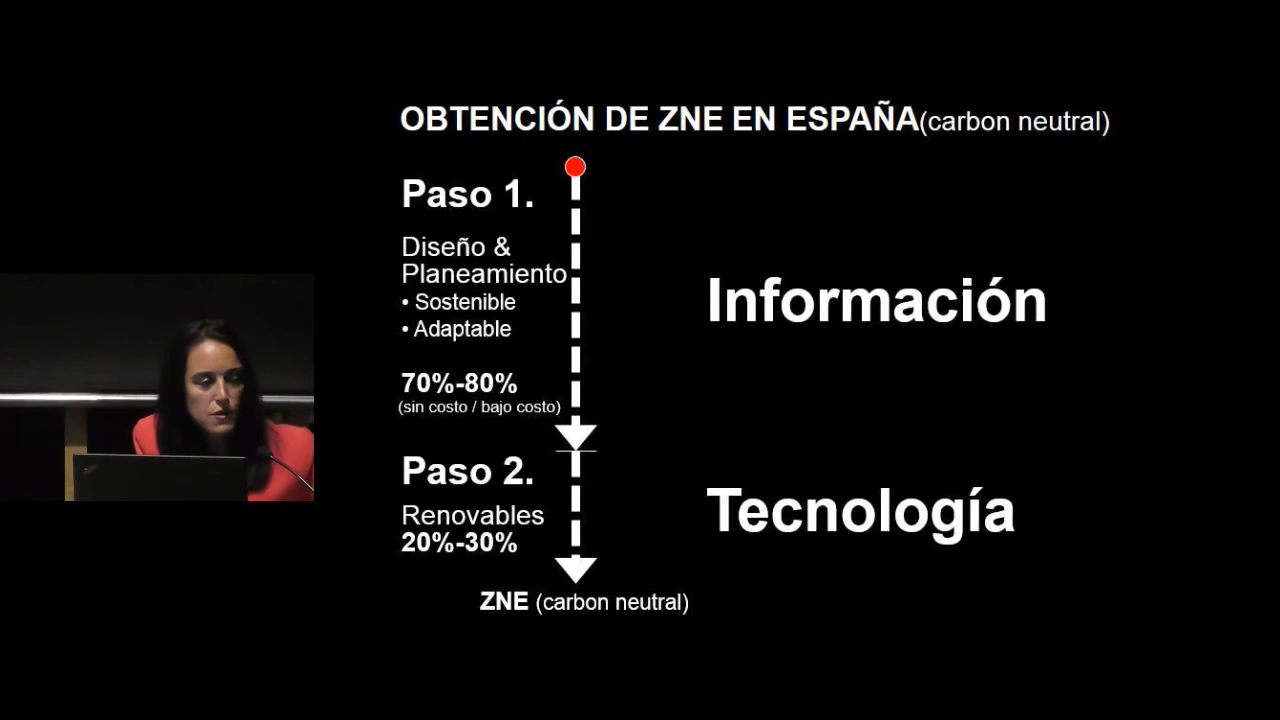 OBTENCIÓN DE ZNE EN ESPAÑA(carbon neutral)
Paso 1.
Diseño &
Planeamiento
• Sostenible
• Adaptable
70%-80%
(sin costo / bajo costo)
Información
Paso 2.
Renovables
20%-30%
Tecnología
ZNE (carbon neutral)